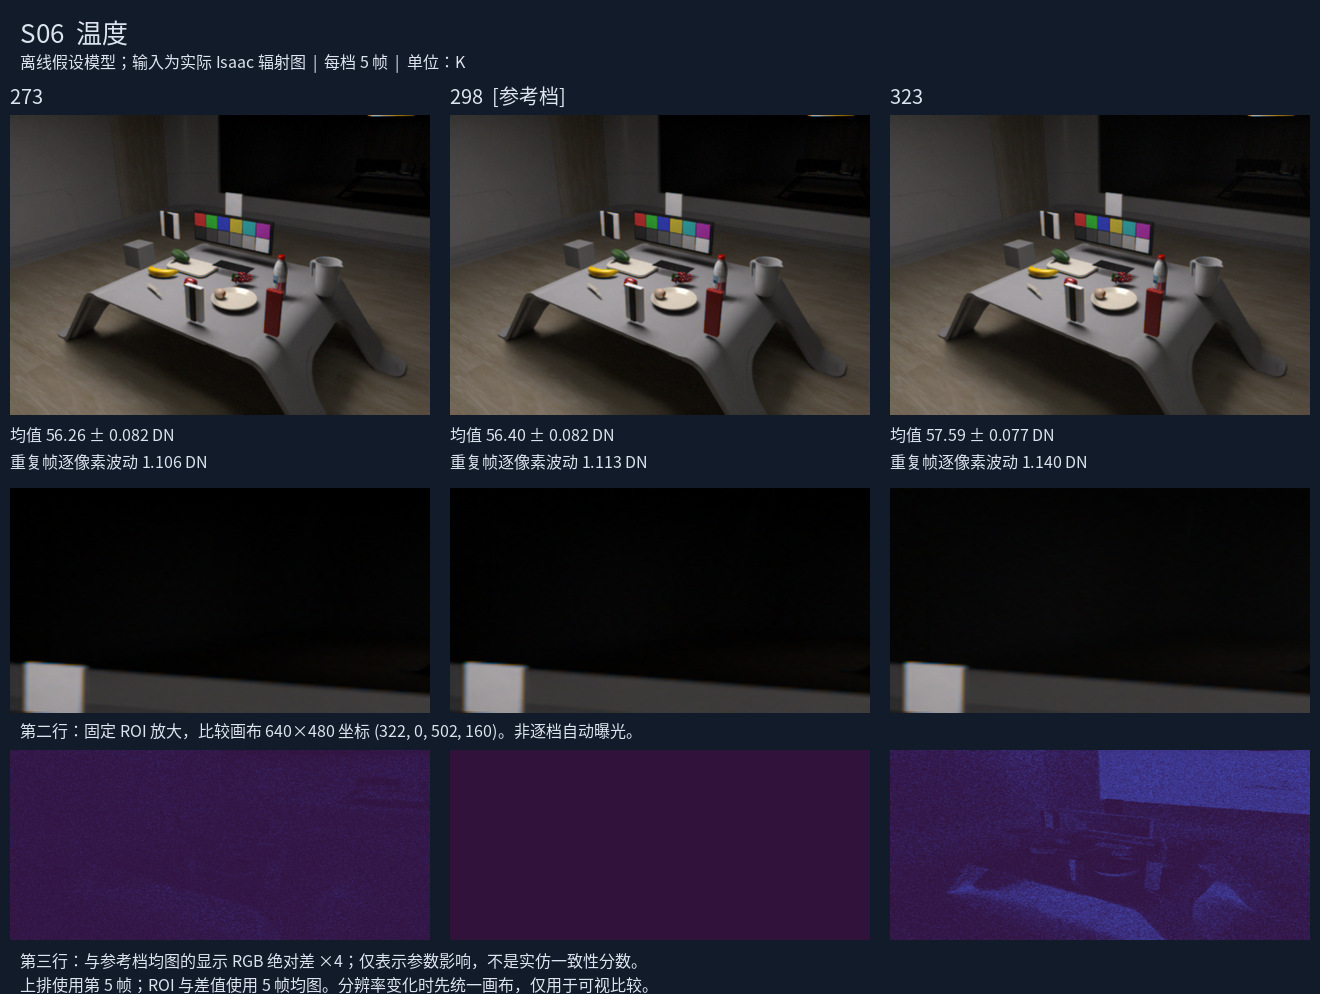 S06 温度
离线假设模型；输入为实际 Isaac 辐射图 | 每档 5 帧 | 单位：K
273
298 [参考档]
323
均值 56.26 ± 0.082 DN
重复帧逐像素波动 1.106 DN
均值 56.40 ± 0.082 DN
重复帧逐像素波动 1.113 DN
均值 57.59 ± 0.077 DN
重复帧逐像素波动 1.140 DN
第二行：固定 ROI 放大，比较画布 640×480 坐标 (322, 0, 502, 160)。非逐档自动曝光。
第三行：与参考档均图的显示 RGB 绝对差 ×4；仅表示参数影响，不是实仿一致性分数。
上排使用第 5 帧；ROI 与差值使用 5 帧均图。分辨率变化时先统一画布，仅用于可视比较。